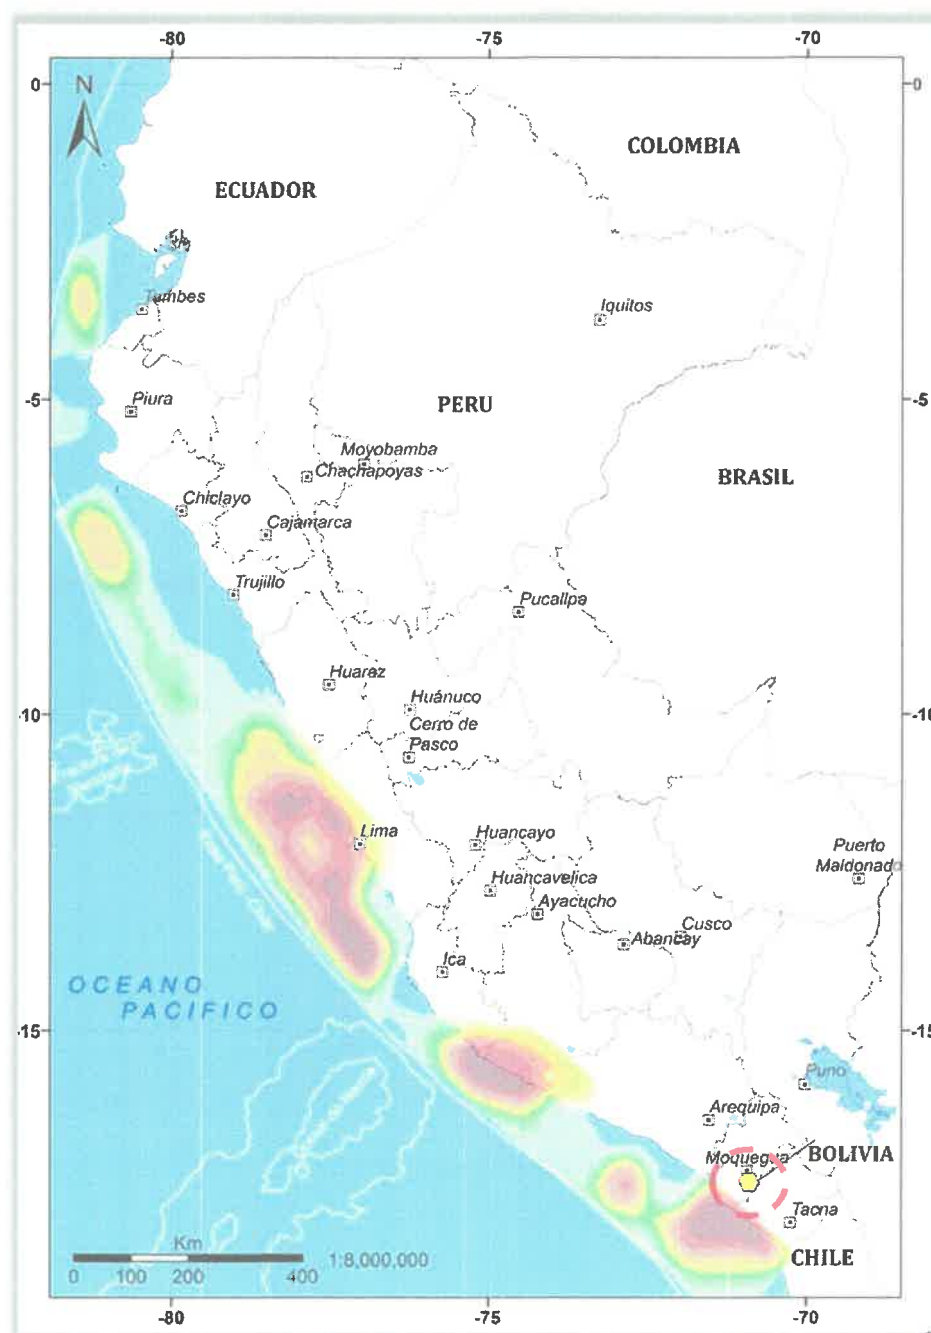 -80 -75 -70
0 0
N
COLOMBIA
ECUADOR
Tumbes
Iquitos
-5 -5
Piura
PERU
Moyobamba
Chachapoyas
BRASIL
Chiclayo
Cajamarca
Trujillo
Pucallpa
Huaraz
Huánuco
-10 -10
Cerro de
Pasco
Lima
Huancayo
Puerto
Maldonado
Huancavelica
Ayacucho
Cusco
Abancay
Ica
OCEANO
PACIFICO
-15 -15
Puno
Arequipa
Moquegua
BOLIVIA
Tacna
CHILE
Km
0 100 200 400
1:8,000,000
-80 -75 -70